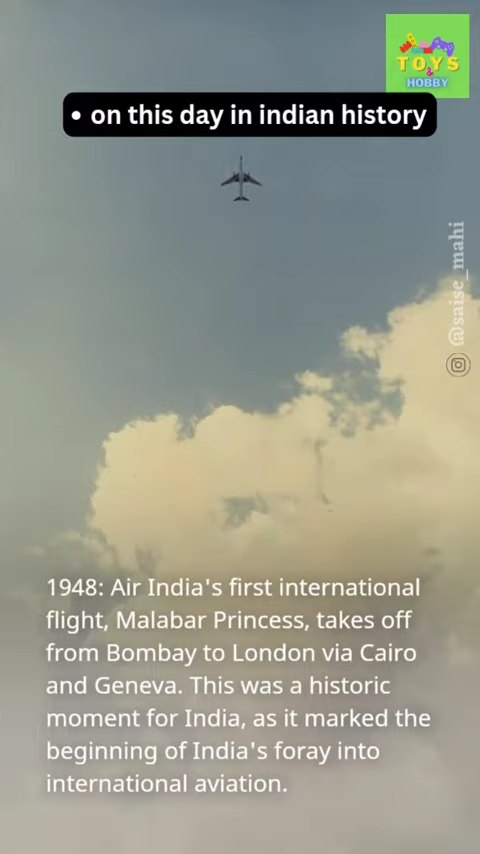 TOYS
&
HOBBY
• on this day in indian history
@saise_mahi
1948: Air India's first international
flight, Malabar Princess, takes off
from Bombay to London via Cairo
and Geneva. This was a historic
moment for India, as it marked the
beginning of India's foray into
international aviation.